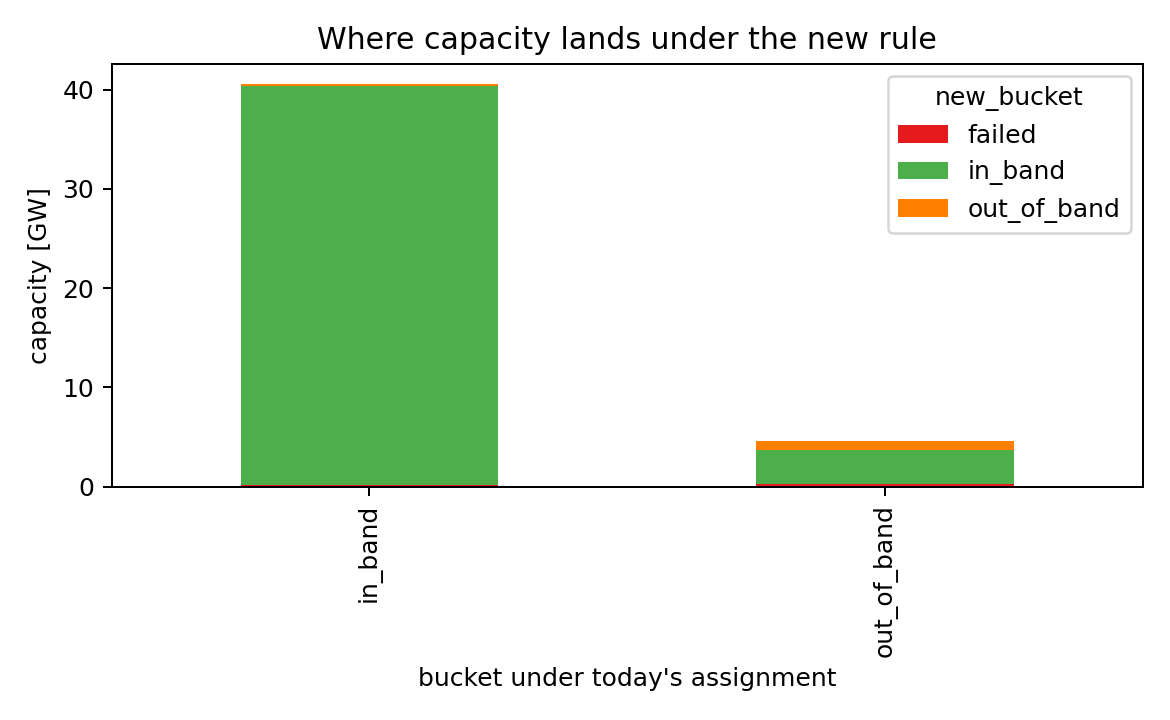 Where capacity lands under the new rule
capacity [GW]
40
30
20
10
0
new_bucket
failed
in_band
out_of_band
in_band
out_of_band
bucket under today's assignment